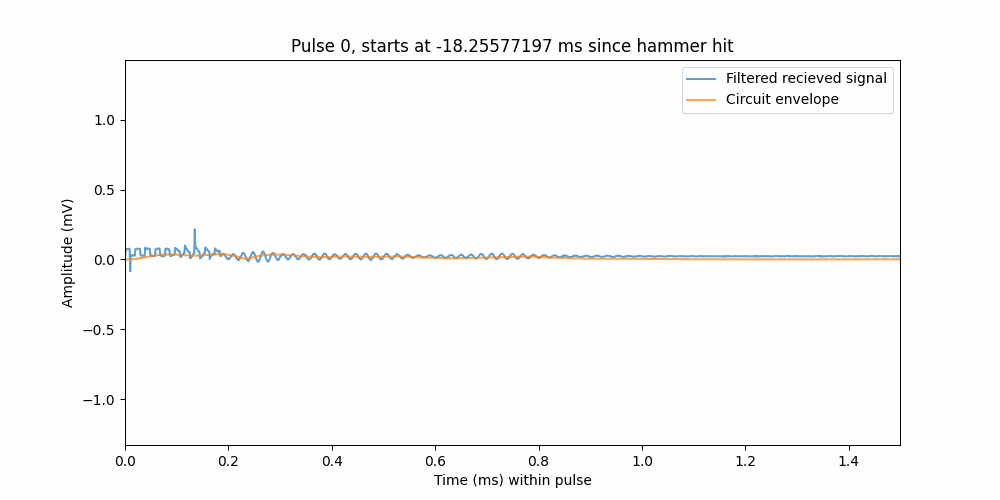 Pulse 0, starts at -18.25577197 ms since hammer hit
Filtered recieved signal
Circuit envelope
1.0
0.5
0.0
−0.5
−1.0
Amplitude (mV)
0.0 0.2 0.4 0.6 0.8 1.0 1.2 1.4
Time (ms) within pulse